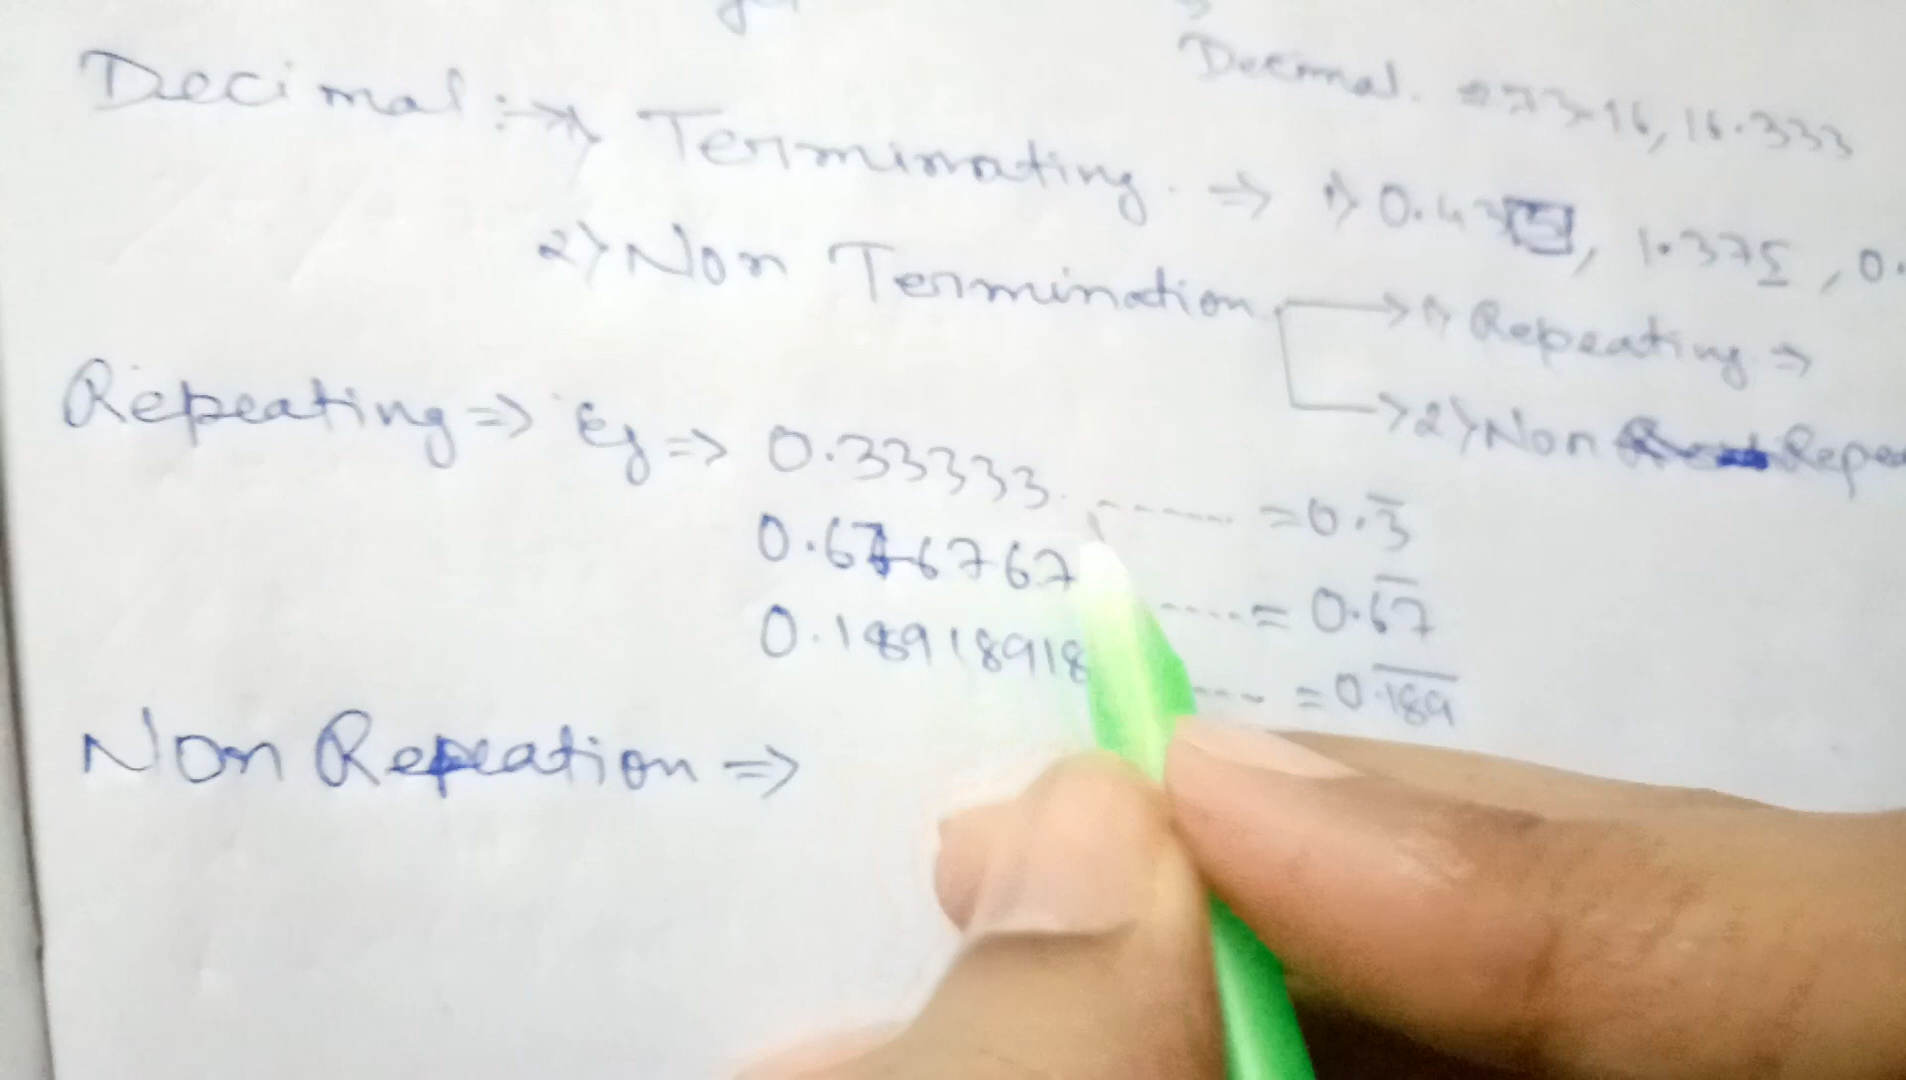 Decimal. ⇒ 16, 16.333
Decimal :→ Terminating. ⇒ 1) 0.4 5, 1.375, 0.
2) Non Termination → 1) Repeating ⇒
→ 2) Non Repea
Repeating ⇒ Eg ⇒ 0.33333 ------ = 0.3̅
0.676767 ----- = 0.6̅7̅
0.18918918 ---- = 0.1̅8̅9̅
Non Repeation ⇒